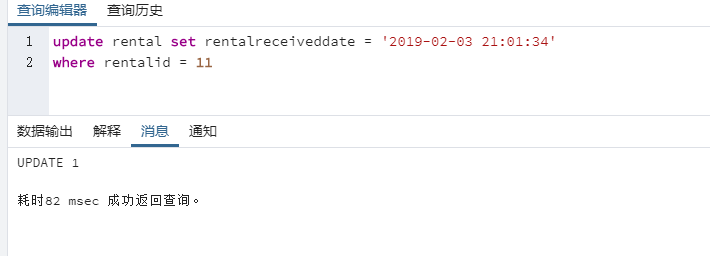 查询编辑器 查询历史
1 update rental set rentalreceiveddate = '2019-02-03 21:01:34'
2 where rentalid = 11
数据输出 解释 消息 通知
UPDATE 1
耗时82 msec 成功返回查询。